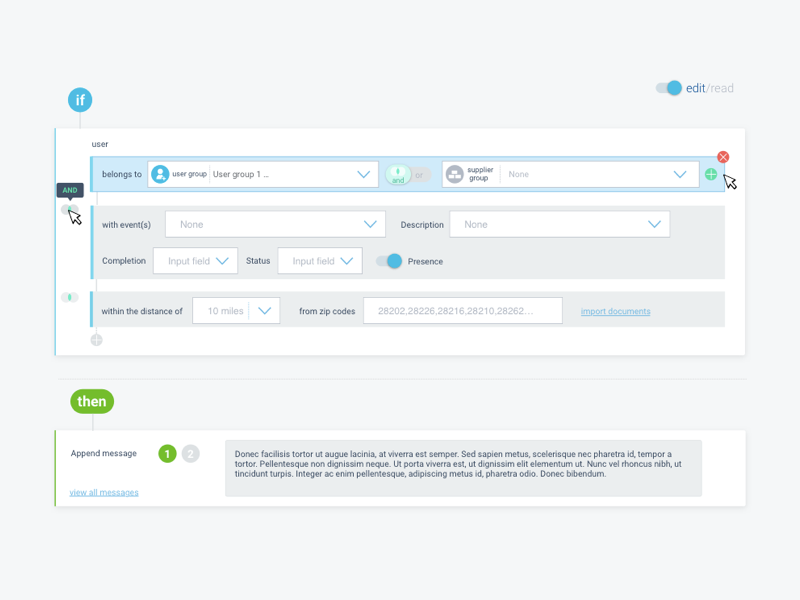 edit/read
if
user
belongs to user group User group 1 ... and or supplier group None
AND
with event(s) None Description None
Completion Input field Status Input field Presence
within the distance of 10 miles from zip codes 28202,28226,28216,28210,28262... import documents
then
Append message 1 2
Donec facilisis tortor ut augue lacinia, at viverra est semper. Sed sapien metus, scelerisque nec pharetra id, tempor a
tortor. Pellentesque non dignissim neque. Ut porta viverra est, ut dignissim elit elementum ut. Nunc vel rhoncus nibh, ut
tincidunt turpis. Integer ac enim pellentesque, adipiscing metus id, pharetra odio. Donec bibendum.
view all messages